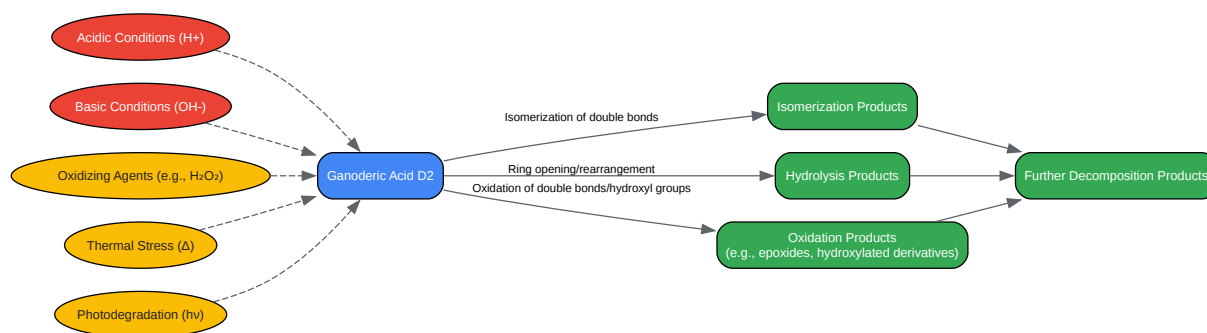 Acidic Conditions (H+)
Basic Conditions (OH-)
Oxidizing Agents (e.g., H₂O₂)
Thermal Stress (Δ)
Photodegradation (hν)
Ganoderic Acid D2
Isomerization of double bonds
Ring opening/rearrangement
Oxidation of double bonds/hydroxyl groups
Isomerization Products
Hydrolysis Products
Oxidation Products
(e.g., epoxides, hydroxylated derivatives)
Further Decomposition Products